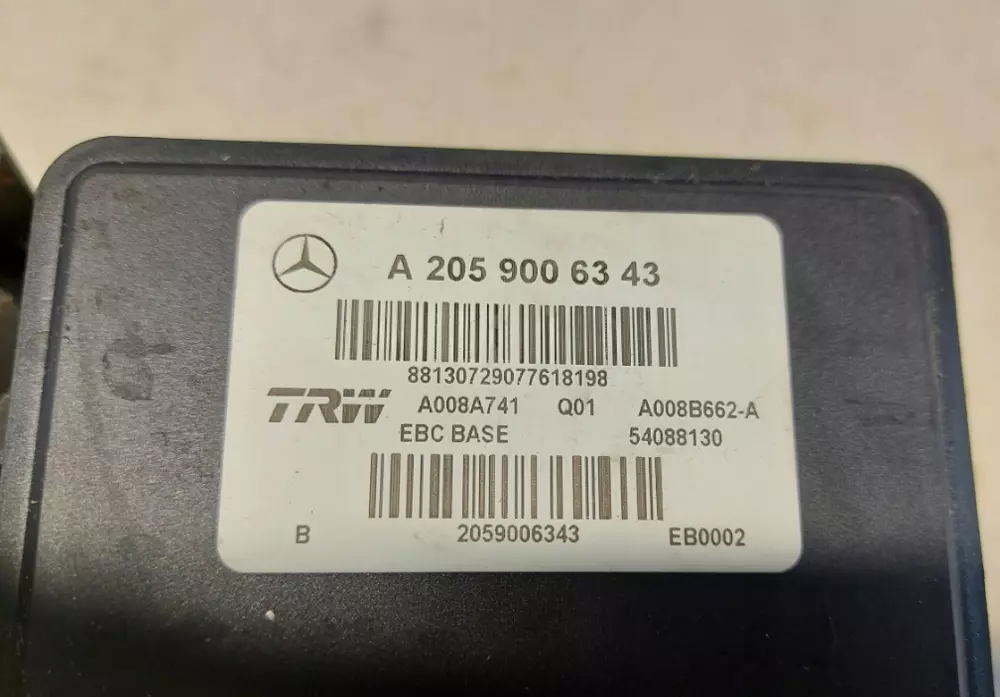 A 205 900 63 43
88130729077618198
TRW A008A741 Q01 A008B662-A
EBC BASE 54088130
B 2059006343 EB0002